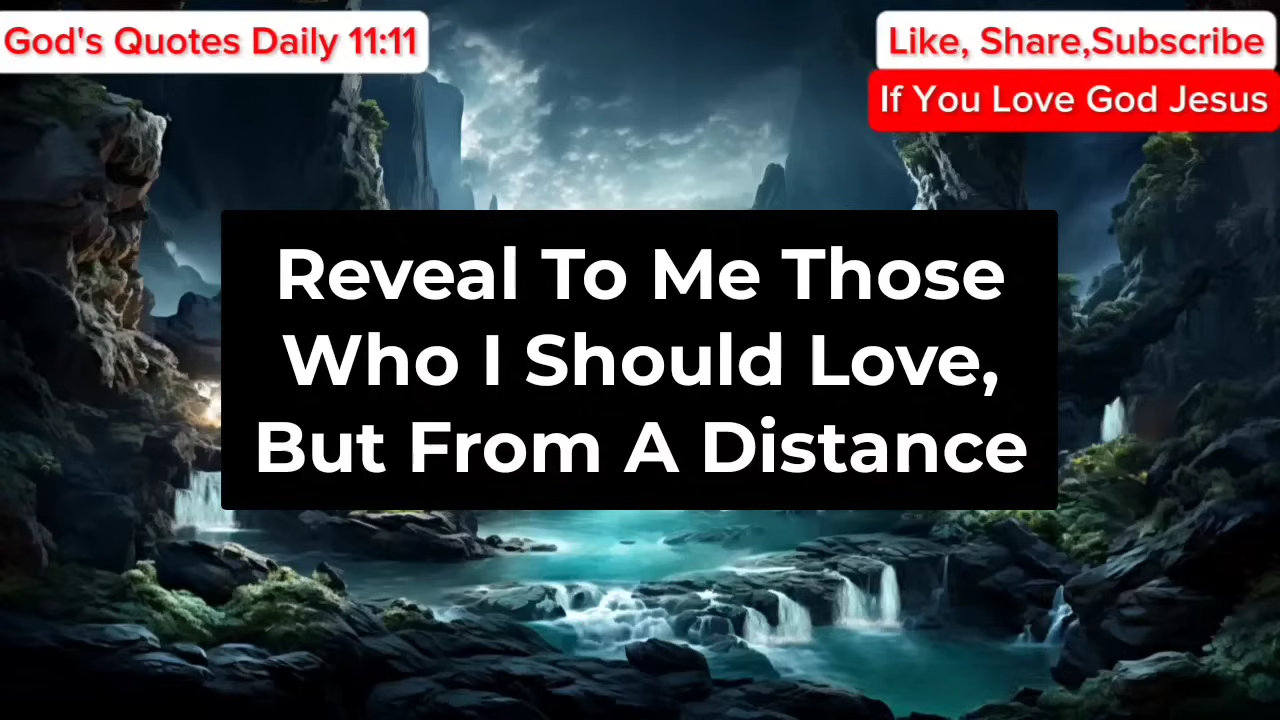 God's Quotes Daily 11:11
Like, Share,Subscribe
If You Love God Jesus
Reveal To Me Those
Who I Should Love,
But From A Distance